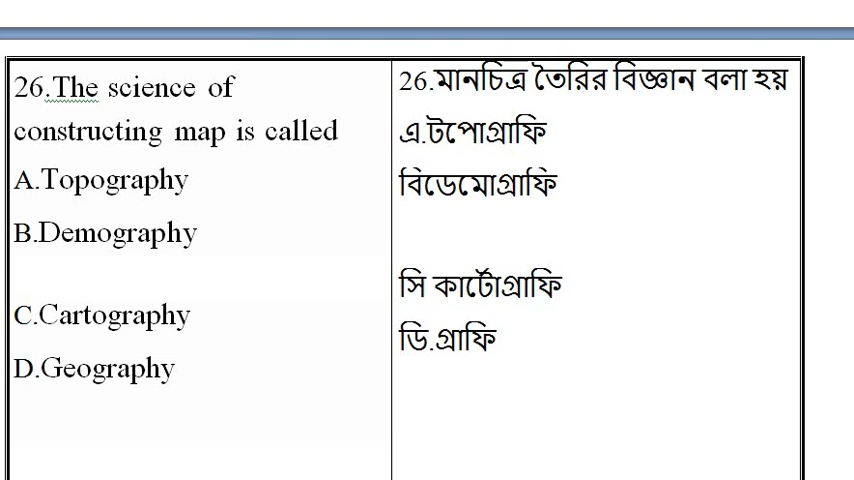 26.The science of
constructing map is called
A.Topography
B.Demography
C.Cartography
D.Geography
26.মানচিত্র তৈরির বিজ্ঞান বলা হয়
এ.টপোগ্রাফি
বিডেমোগ্রাফি
সি কার্টোগ্রাফি
ডি.গ্রাফি